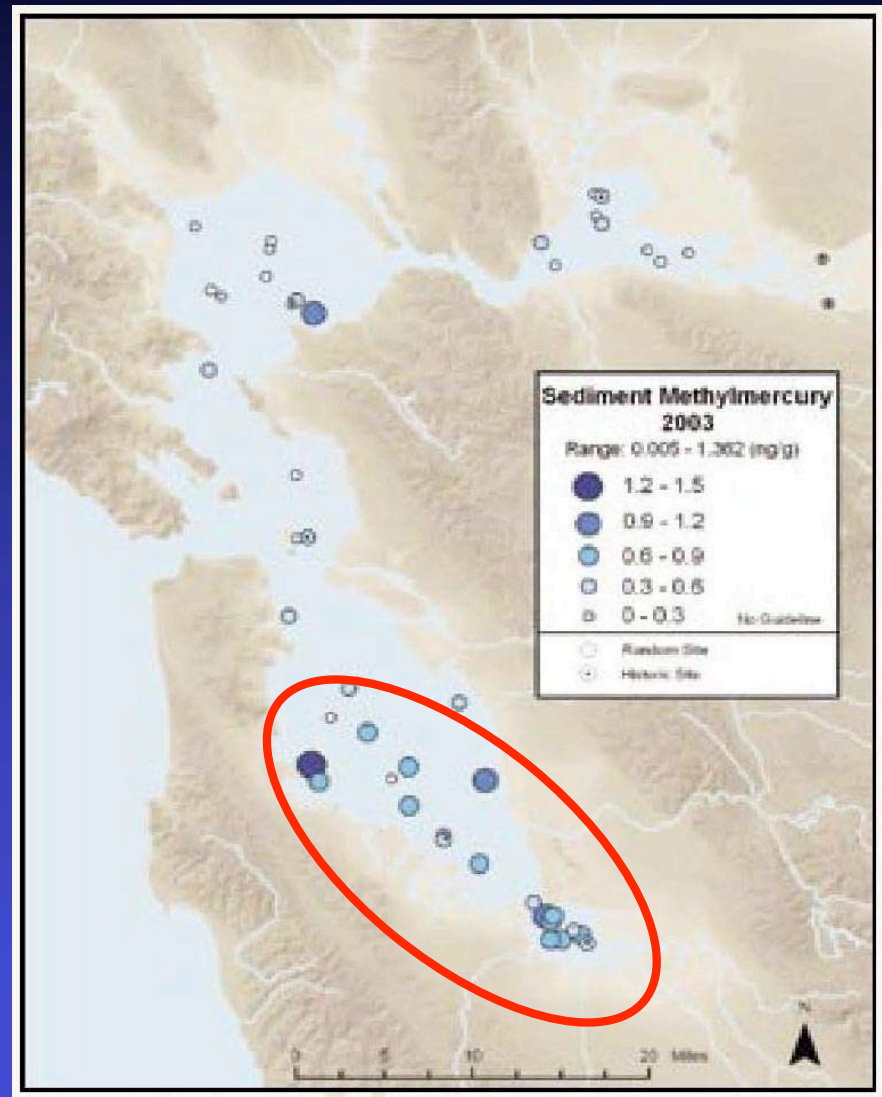 Sediment Methylmercury
2003
Range: 0.005 - 1.362 (ng/g)
1.2 - 1.5
0.9 - 1.2
0.6 - 0.9
0.3 - 0.6
0 - 0.3 No Guideline
Random Site
Historic Site
N
0 5 10 20 Miles